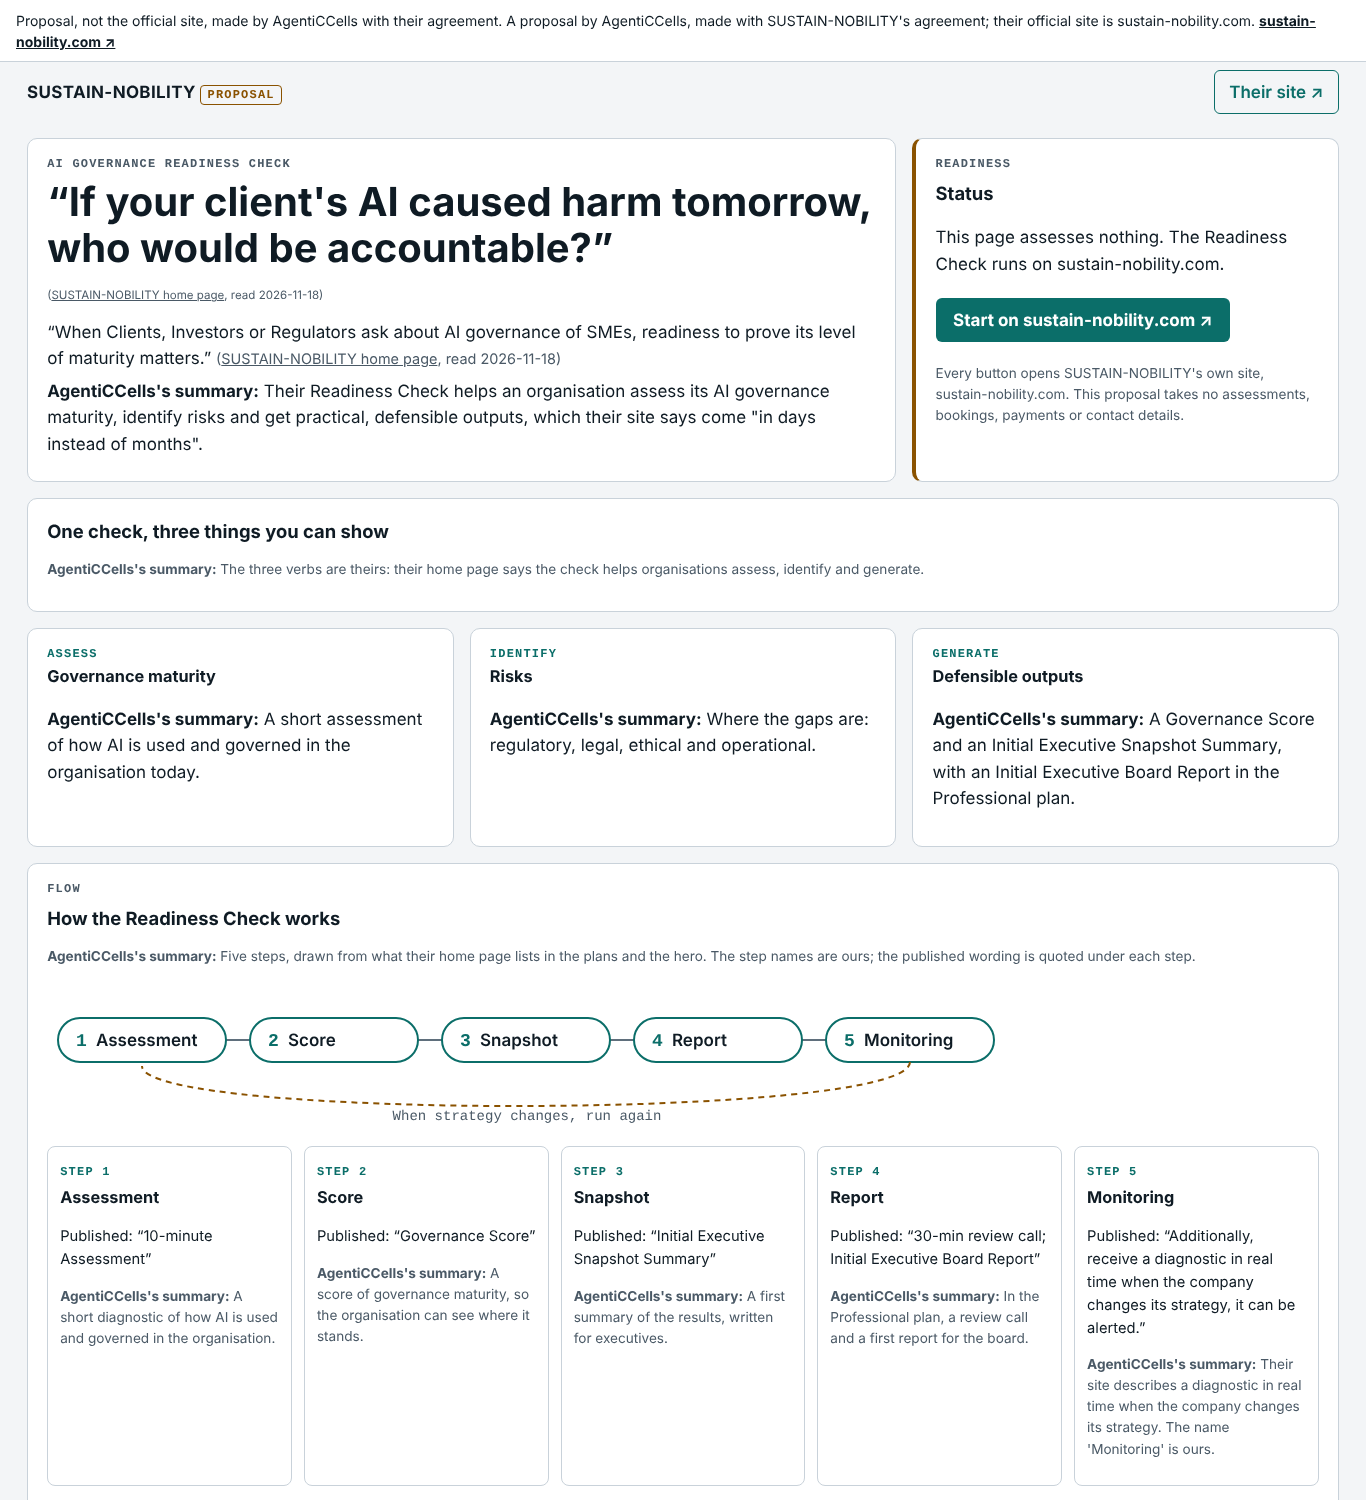 Proposal, not the official site, made by AgentiCCells with their agreement. A proposal by AgentiCCells, made with SUSTAIN-NOBILITY's agreement; their official site is sustain-nobility.com. sustain-
nobility.com ↗
SUSTAIN-NOBILITY PROPOSAL
Their site ↗
AI GOVERNANCE READINESS CHECK
“If your client's AI caused harm tomorrow,
who would be accountable?”
(SUSTAIN-NOBILITY home page, read 2026-11-18)
“When Clients, Investors or Regulators ask about AI governance of SMEs, readiness to prove its level
of maturity matters.” (SUSTAIN-NOBILITY home page, read 2026-11-18)
AgentiCCells's summary: Their Readiness Check helps an organisation assess its AI governance
maturity, identify risks and get practical, defensible outputs, which their site says come "in days
instead of months".
READINESS
Status
This page assesses nothing. The Readiness
Check runs on sustain-nobility.com.
Start on sustain-nobility.com ↗
Every button opens SUSTAIN-NOBILITY's own site,
sustain-nobility.com. This proposal takes no assessments,
bookings, payments or contact details.
One check, three things you can show
AgentiCCells's summary: The three verbs are theirs: their home page says the check helps organisations assess, identify and generate.
ASSESS
Governance maturity
AgentiCCells's summary: A short assessment
of how AI is used and governed in the
organisation today.
IDENTIFY
Risks
AgentiCCells's summary: Where the gaps are:
regulatory, legal, ethical and operational.
GENERATE
Defensible outputs
AgentiCCells's summary: A Governance Score
and an Initial Executive Snapshot Summary,
with an Initial Executive Board Report in the
Professional plan.
FLOW
How the Readiness Check works
AgentiCCells's summary: Five steps, drawn from what their home page lists in the plans and the hero. The step names are ours; the published wording is quoted under each step.
1 Assessment
2 Score
3 Snapshot
4 Report
5 Monitoring
When strategy changes, run again
STEP 1
Assessment
Published: “10-minute
Assessment”
AgentiCCells's summary: A
short diagnostic of how AI is used
and governed in the organisation.
STEP 2
Score
Published: “Governance Score”
AgentiCCells's summary: A
score of governance maturity, so
the organisation can see where it
stands.
STEP 3
Snapshot
Published: “Initial Executive
Snapshot Summary”
AgentiCCells's summary: A first
summary of the results, written
for executives.
STEP 4
Report
Published: “30-min review call;
Initial Executive Board Report”
AgentiCCells's summary: In the
Professional plan, a review call
and a first report for the board.
STEP 5
Monitoring
Published: “Additionally,
receive a diagnostic in real
time when the company
changes its strategy, it can be
alerted.”
AgentiCCells's summary: Their
site describes a diagnostic in real
time when the company changes
its strategy. The name
'Monitoring' is ours.